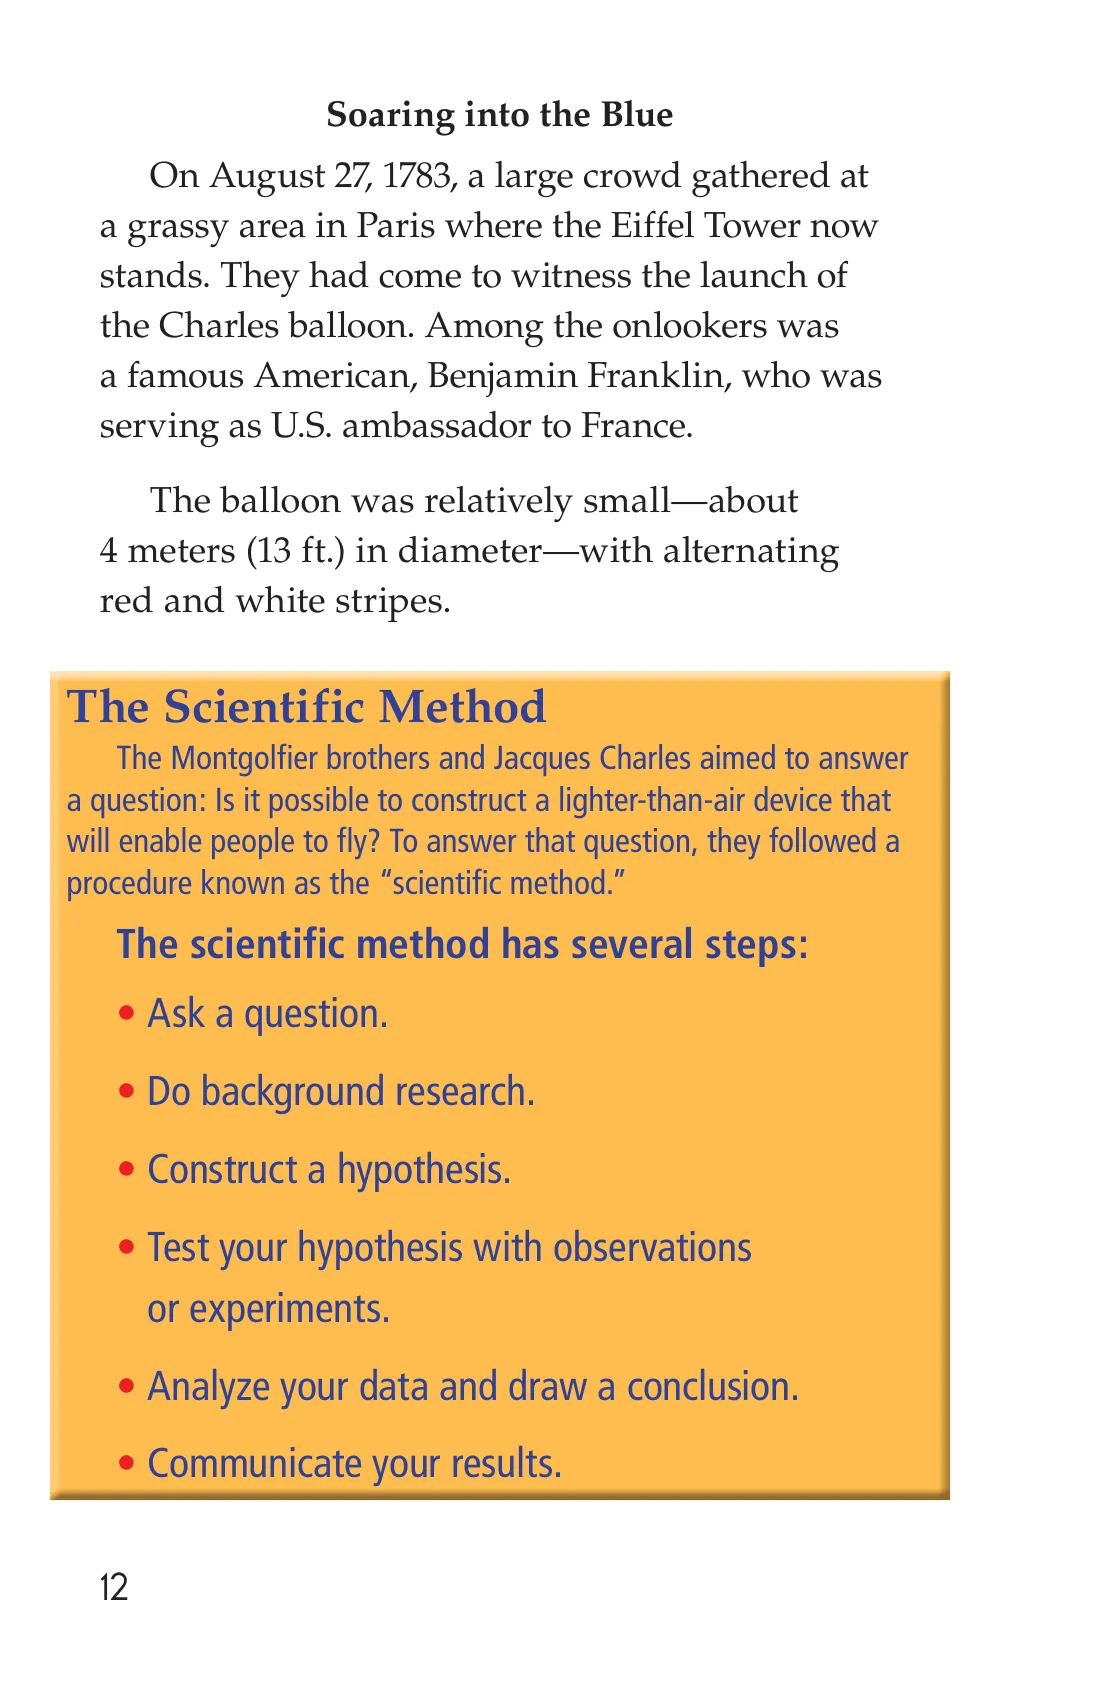 Soaring into the Blue
On August 27, 1783, a large crowd gathered at
a grassy area in Paris where the Eiffel Tower now
stands. They had come to witness the launch of
the Charles balloon. Among the onlookers was
a famous American, Benjamin Franklin, who was
serving as U.S. ambassador to France.
The balloon was relatively small—about
4 meters (13 ft.) in diameter—with alternating
red and white stripes.
The Scientific Method
The Montgolfier brothers and Jacques Charles aimed to answer
a question: Is it possible to construct a lighter-than-air device that
will enable people to fly? To answer that question, they followed a
procedure known as the “scientific method.”
The scientific method has several steps:
• Ask a question.
• Do background research.
• Construct a hypothesis.
• Test your hypothesis with observations
or experiments.
• Analyze your data and draw a conclusion.
• Communicate your results.
12